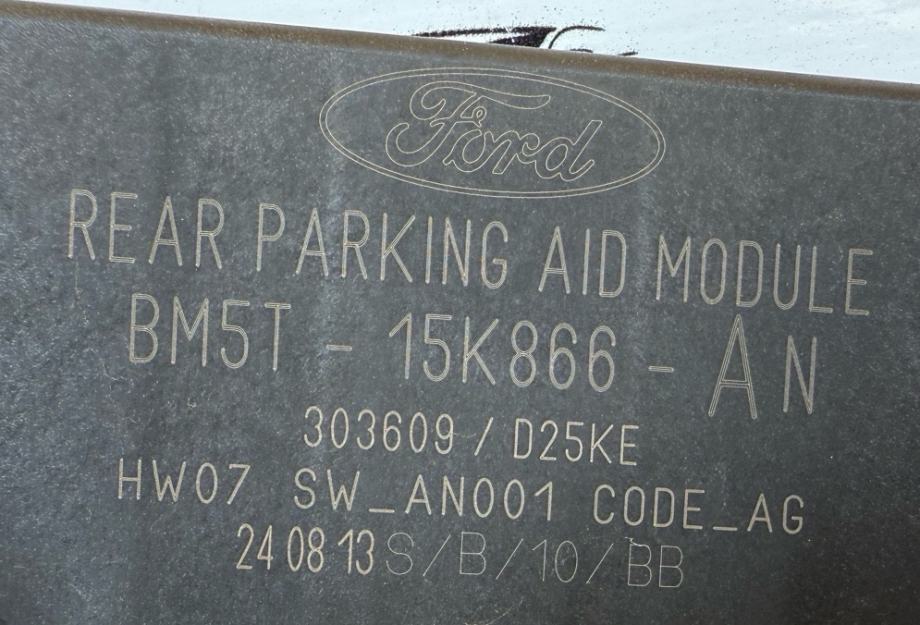 Ford
REAR PARKING AID MODULE
BM5T - 15K866 - AN
303609 / D25KE
HW07 SW_AN001 CODE_AG
24 08 13 S/B/10/BB